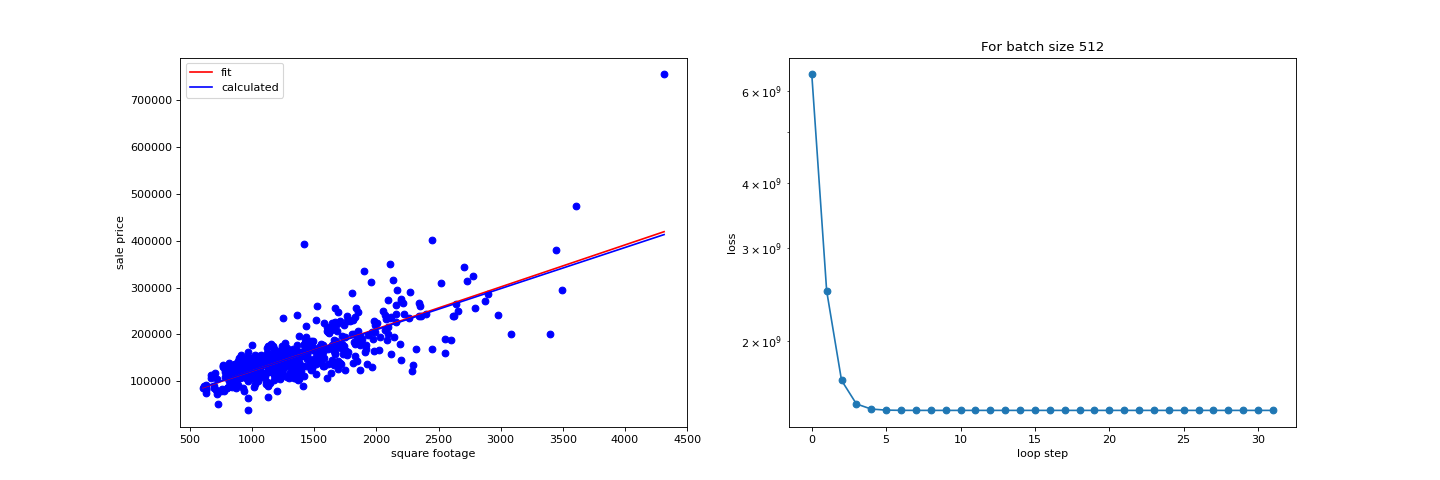 fit
calculated
700000
600000
500000
400000
300000
200000
100000
sale price
500 1000 1500 2000 2500 3000 3500 4000 4500
square footage
For batch size 512
6 × 10⁹
4 × 10⁹
3 × 10⁹
2 × 10⁹
loss
0 5 10 15 20 25 30
loop step